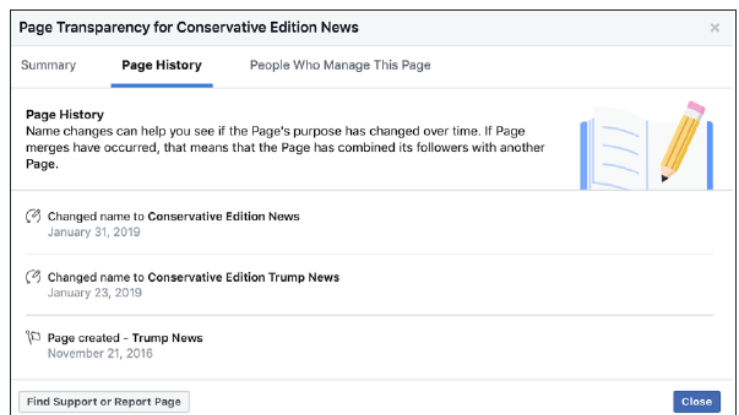 Page Transparency for Conservative Edition News ×
Summary Page History People Who Manage This Page
Page History
Name changes can help you see if the Page's purpose has changed over time. If Page
merges have occurred, that means that the Page has combined its followers with another
Page.
Changed name to Conservative Edition News
January 31, 2019
Changed name to Conservative Edition Trump News
January 23, 2019
Page created - Trump News
November 21, 2016
Find Support or Report Page Close